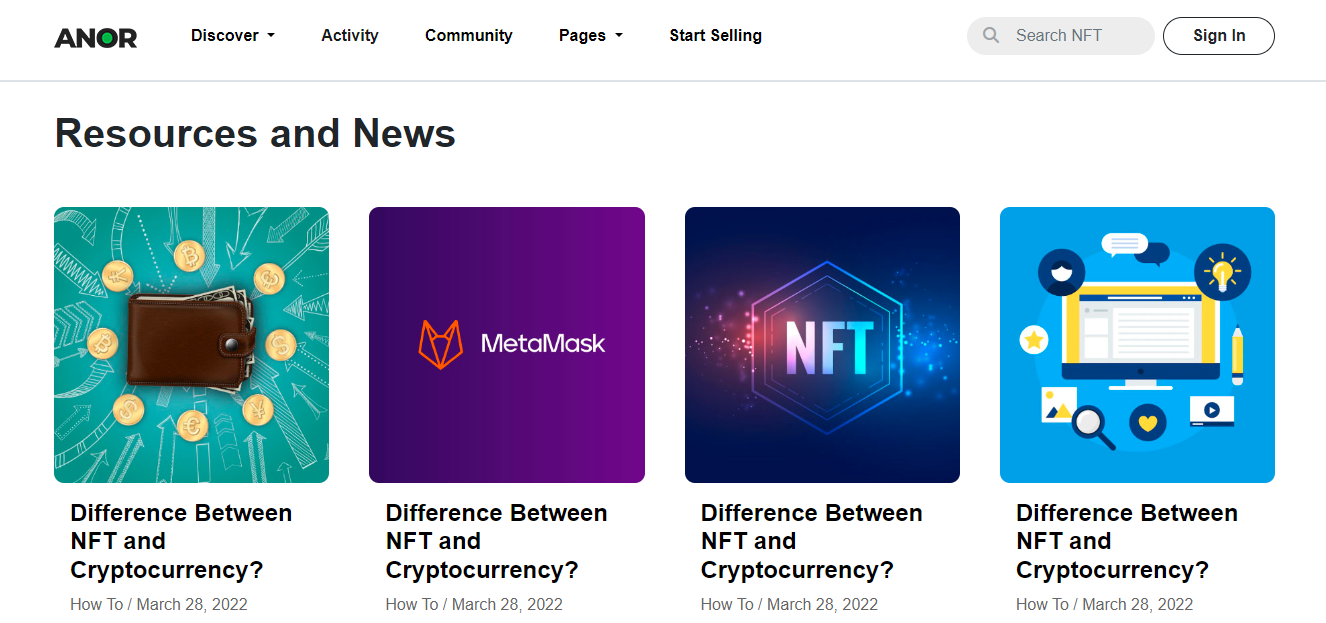 ANOR
Discover
Activity
Community
Pages
Start Selling
Search NFT
Sign In
Resources and News
MetaMask
NFT
Difference Between
NFT and
Cryptocurrency?
How To / March 28, 2022
Difference Between
NFT and
Cryptocurrency?
How To / March 28, 2022
Difference Between
NFT and
Cryptocurrency?
How To / March 28, 2022
Difference Between
NFT and
Cryptocurrency?
How To / March 28, 2022